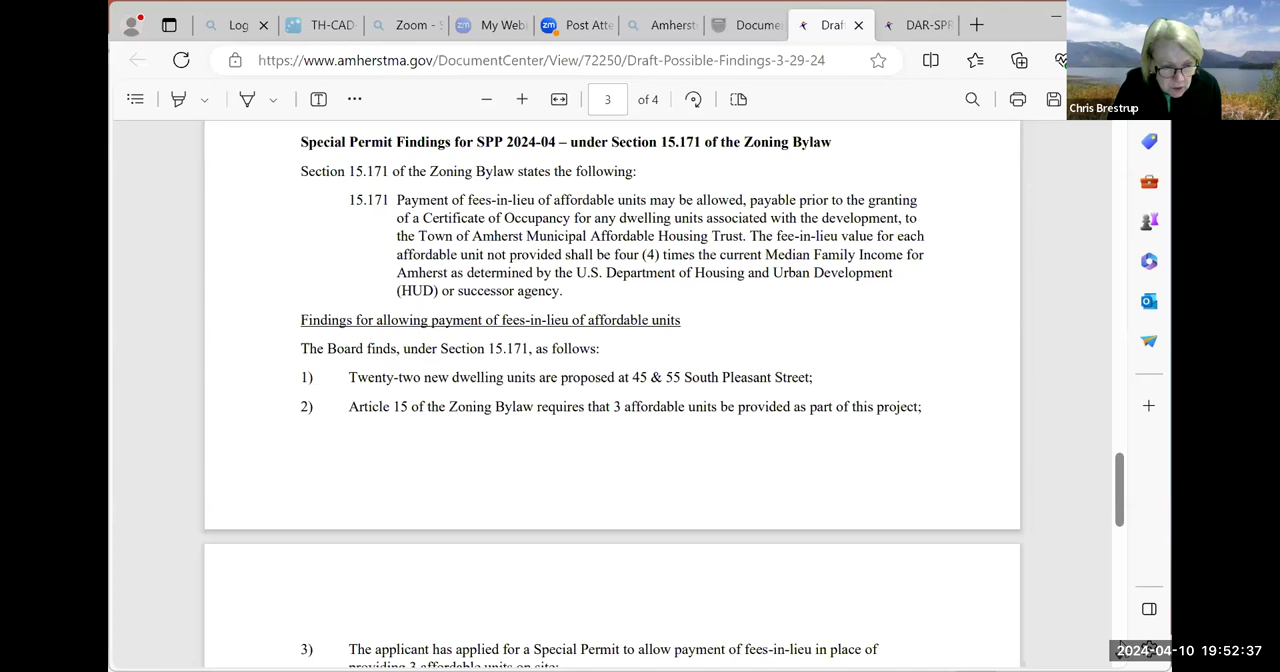 Log
TH-CAD
Zoom - S
My Webi
Post Atte
Amherst
Docume
Draf
DAR-SPR
https://www.amherstma.gov/DocumentCenter/View/72250/Draft-Possible-Findings-3-29-24
3 of 4
Chris Brestrup
Special Permit Findings for SPP 2024-04 – under Section 15.171 of the Zoning Bylaw
Section 15.171 of the Zoning Bylaw states the following:
15.171 Payment of fees-in-lieu of affordable units may be allowed, payable prior to the granting
of a Certificate of Occupancy for any dwelling units associated with the development, to
the Town of Amherst Municipal Affordable Housing Trust. The fee-in-lieu value for each
affordable unit not provided shall be four (4) times the current Median Family Income for
Amherst as determined by the U.S. Department of Housing and Urban Development
(HUD) or successor agency.
Findings for allowing payment of fees-in-lieu of affordable units
The Board finds, under Section 15.171, as follows:
1) Twenty-two new dwelling units are proposed at 45 & 55 South Pleasant Street;
2) Article 15 of the Zoning Bylaw requires that 3 affordable units be provided as part of this project;
3) The applicant has applied for a Special Permit to allow payment of fees-in-lieu in place of
providing 3 affordable units on site;
2024-04-10 19:52:37